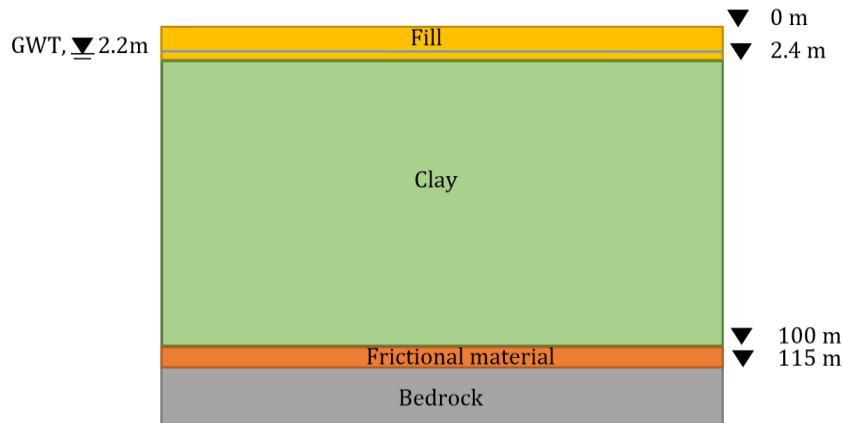 0 m
Fill
GWT, 2.2m
2.4 m
Clay
100 m
Frictional material
115 m
Bedrock